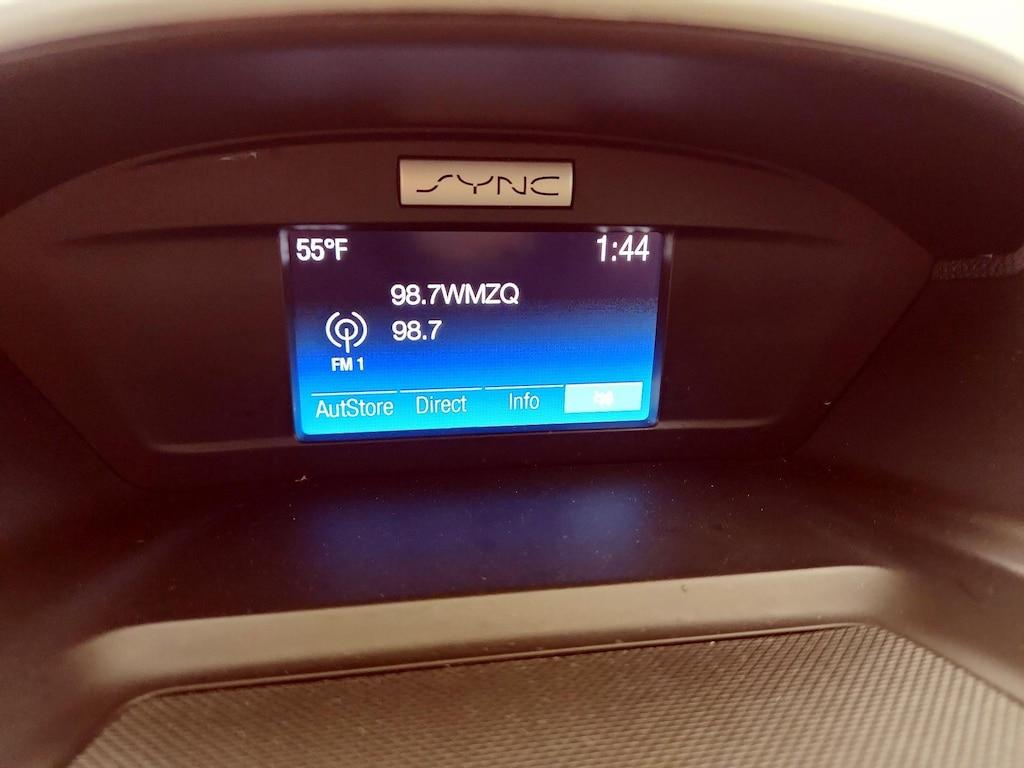 SYNC
55°F 1:44
98.7WMZQ
98.7
FM 1
AutStore Direct Info